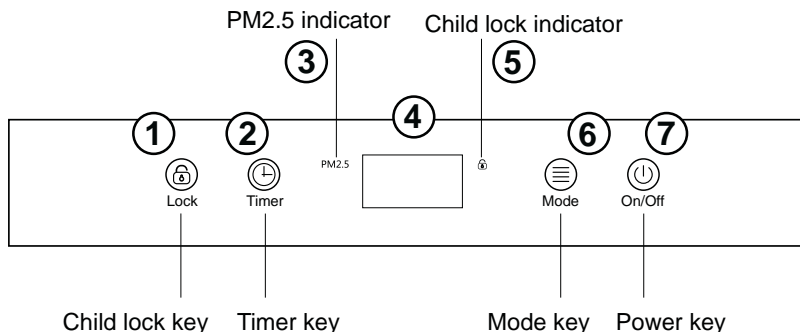 PM2.5 indicator Child lock indicator
3 5
1 2 4 6 7
PM2.5
Lock Timer Mode On/Off
Child lock key Timer key Mode key Power key